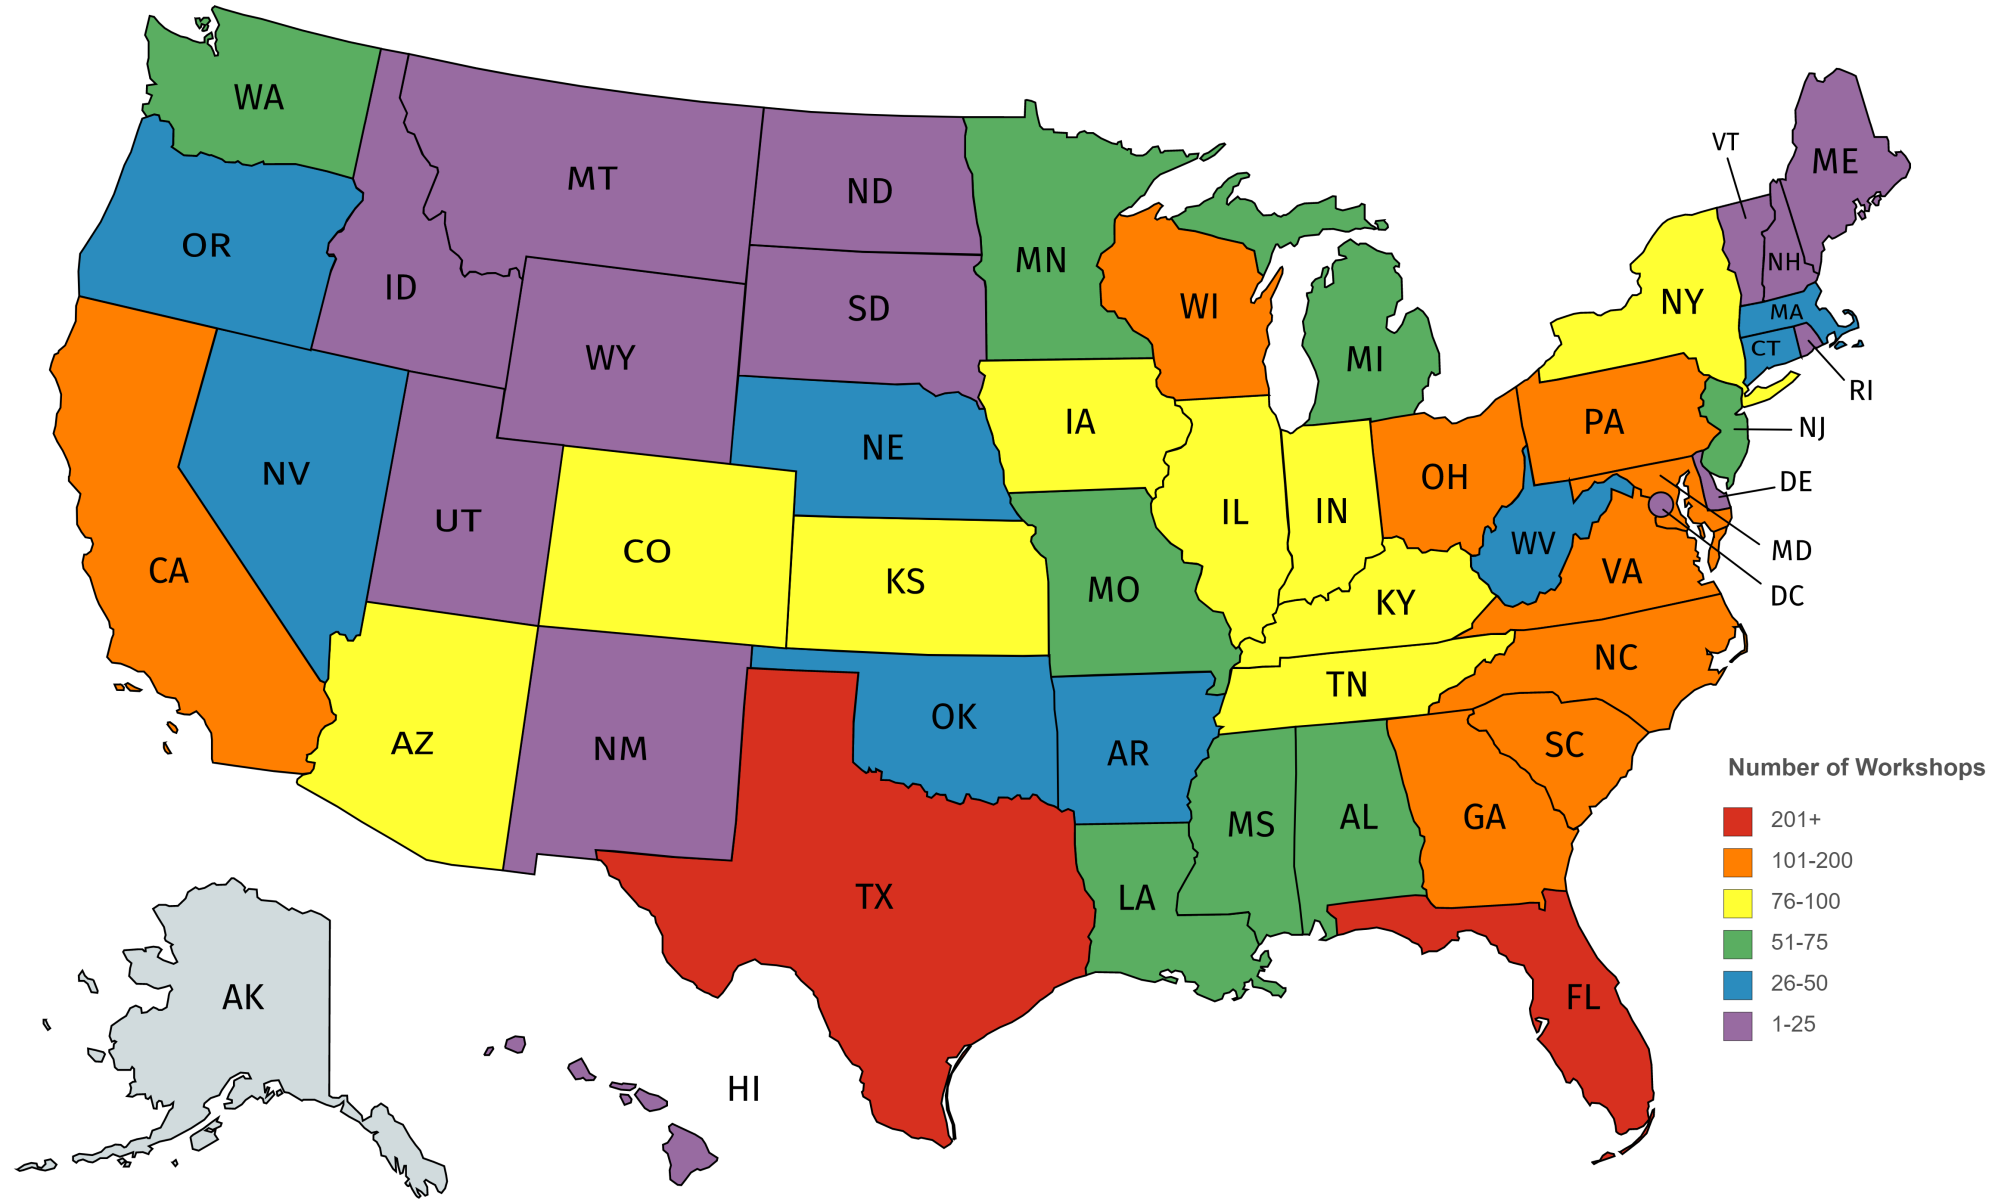 WA
OR
CA
NV
ID
MT
WY
UT
AZ
CO
NM
ND
SD
NE
KS
OK
TX
MN
IA
MO
AR
LA
WI
IL
MI
IN
OH
KY
TN
MS
AL
GA
FL
SC
NC
VA
WV
PA
NY
VT
NH
ME
MA
CT
RI
NJ
DE
MD
DC
AK
HI
Number of Workshops
201+
101-200
76-100
51-75
26-50
1-25